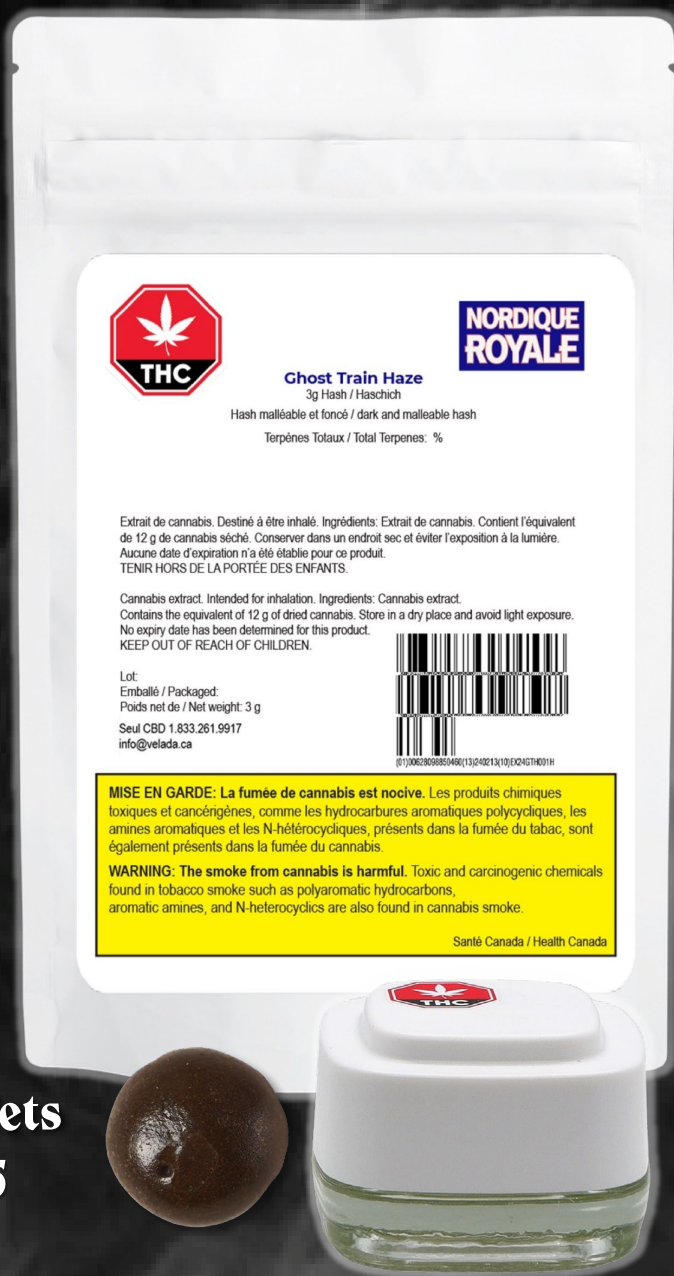 THC
NORDIQUE
ROYALE
Ghost Train Haze
3g Hash / Haschich
Hash malléable et foncé / dark and malleable hash
Terpènes Totaux / Total Terpenes: %
Extrait de cannabis. Destiné à être inhalé. Ingrédients: Extrait de cannabis. Contient l'équivalent
de 12 g de cannabis séché. Conserver dans un endroit sec et éviter l'exposition à la lumière.
Aucune date d'expiration n'a été établie pour ce produit.
TENIR HORS DE LA PORTÉE DES ENFANTS.
Cannabis extract. Intended for inhalation. Ingredients: Cannabis extract.
Contains the equivalent of 12 g of dried cannabis. Store in a dry place and avoid light exposure.
No expiry date has been determined for this product.
KEEP OUT OF REACH OF CHILDREN.
Lot:
Emballé / Packaged:
Poids net de / Net weight: 3 g
Seul CBD 1.833.261.9917
info@velada.ca
(01)00628098850460(13)240213(10)EX24GTH001H
MISE EN GARDE: La fumée de cannabis est nocive. Les produits chimiques
toxiques et cancérigènes, comme les hydrocarbures aromatiques polycycliques, les
amines aromatiques et les N-hétérocycliques, présents dans la fumée du tabac, sont
également présents dans la fumée du cannabis.
WARNING: The smoke from cannabis is harmful. Toxic and carcinogenic chemicals
found in tobacco smoke such as polyaromatic hydrocarbons,
aromatic amines, and N-heterocyclics are also found in cannabis smoke.
Santé Canada / Health Canada
THC
ets